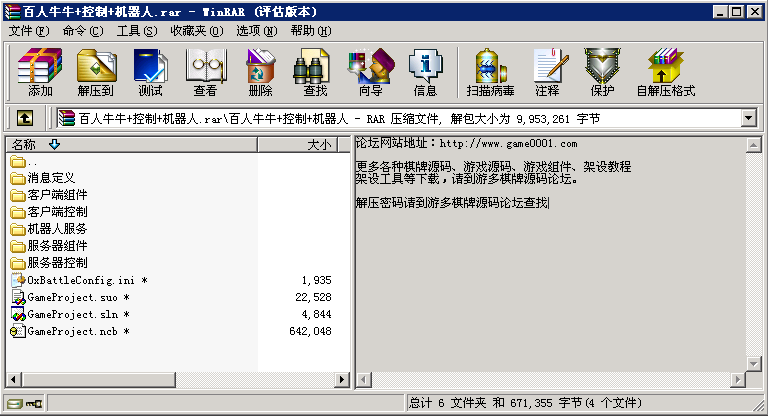 百人牛牛+控制+机器人.rar - WinRAR (评估版本)
文件(F) 命令(C) 工具(S) 收藏夹(O) 选项(N) 帮助(H)
添加 解压到 测试 查看 删除 查找 向导 信息 扫描病毒 注释 保护 自解压格式
百人牛牛+控制+机器人.rar\百人牛牛+控制+机器人 - RAR 压缩文件, 解包大小为 9,953,261 字节
名称 大小
..
消息定义
客户端组件
客户端控制
机器人服务
服务器组件
服务器控制
OxBattleConfig.ini * 1,935
GameProject.suo * 22,528
GameProject.sln * 4,844
GameProject.ncb * 642,048
论坛网站地址：http://www.game0001.com
更多各种棋牌源码、游戏源码、游戏组件、架设教程
架设工具等下载，请到游多棋牌源码论坛。
解压密码请到游多棋牌源码论坛查找
总计 6 文件夹 和 671,355 字节(4 个文件)